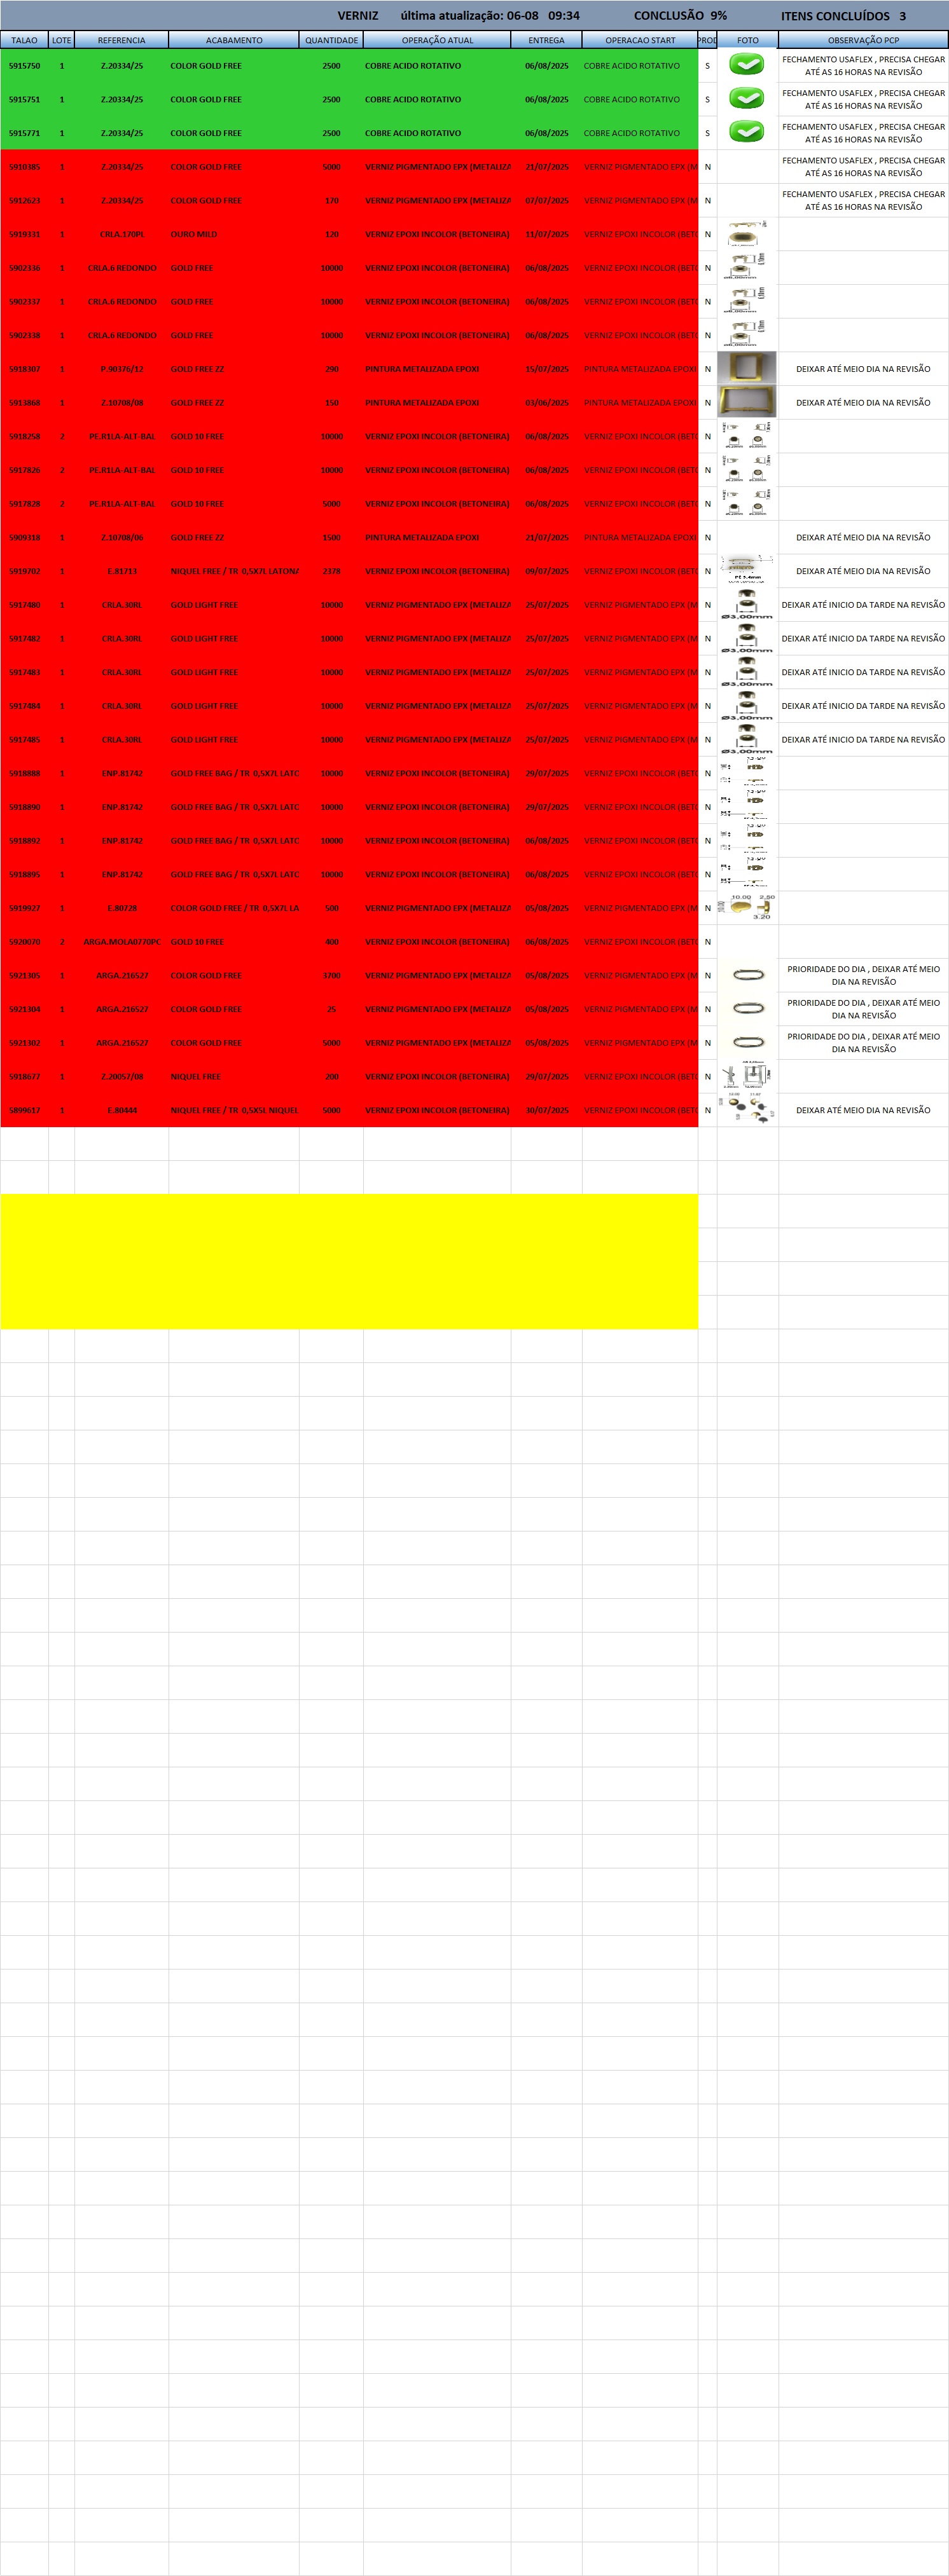 VERNIZ última atualização: 06-08 09:34 CONCLUSÃO 9% ITENS CONCLUÍDOS 3
TALAO LOTE REFERENCIA ACABAMENTO QUANTIDADE OPERAÇÃO ATUAL ENTREGA OPERACAO START PROD FOTO OBSERVAÇÃO PCP
5915750 1 Z.20334/25 COLOR GOLD FREE 2500 COBRE ACIDO ROTATIVO 06/08/2025 COBRE ACIDO ROTATIVO S FECHAMENTO USAFLEX , PRECISA CHEGAR
ATÉ AS 16 HORAS NA REVISÃO
5915751 1 Z.20334/25 COLOR GOLD FREE 2500 COBRE ACIDO ROTATIVO 06/08/2025 COBRE ACIDO ROTATIVO S FECHAMENTO USAFLEX , PRECISA CHEGAR
ATÉ AS 16 HORAS NA REVISÃO
5915771 1 Z.20334/25 COLOR GOLD FREE 2500 COBRE ACIDO ROTATIVO 06/08/2025 COBRE ACIDO ROTATIVO S FECHAMENTO USAFLEX , PRECISA CHEGAR
ATÉ AS 16 HORAS NA REVISÃO
5910385 1 Z.20334/25 COLOR GOLD FREE 5000 VERNIZ PIGMENTADO EPX (METALIZA 21/07/2025 VERNIZ PIGMENTADO EPX (M N FECHAMENTO USAFLEX , PRECISA CHEGAR
ATÉ AS 16 HORAS NA REVISÃO
5912623 1 Z.20334/25 COLOR GOLD FREE 170 VERNIZ PIGMENTADO EPX (METALIZA 07/07/2025 VERNIZ PIGMENTADO EPX (M N FECHAMENTO USAFLEX , PRECISA CHEGAR
ATÉ AS 16 HORAS NA REVISÃO
5919331 1 CRLA.170PL OURO MILD 120 VERNIZ EPOXI INCOLOR (BETONEIRA) 11/07/2025 VERNIZ EPOXI INCOLOR (BETO N
5902336 1 CRLA.6 REDONDO GOLD FREE 10000 VERNIZ EPOXI INCOLOR (BETONEIRA) 06/08/2025 VERNIZ EPOXI INCOLOR (BETO N
5902337 1 CRLA.6 REDONDO GOLD FREE 10000 VERNIZ EPOXI INCOLOR (BETONEIRA) 06/08/2025 VERNIZ EPOXI INCOLOR (BETO N
5902338 1 CRLA.6 REDONDO GOLD FREE 10000 VERNIZ EPOXI INCOLOR (BETONEIRA) 06/08/2025 VERNIZ EPOXI INCOLOR (BETO N
5918307 1 P.90376/12 GOLD FREE ZZ 290 PINTURA METALIZADA EPOXI 15/07/2025 PINTURA METALIZADA EPOXI N DEIXAR ATÉ MEIO DIA NA REVISÃO
5913868 1 Z.10708/08 GOLD FREE ZZ 150 PINTURA METALIZADA EPOXI 03/06/2025 PINTURA METALIZADA EPOXI N DEIXAR ATÉ MEIO DIA NA REVISÃO
5918258 2 PE.R1LA-ALT-BAL GOLD 10 FREE 10000 VERNIZ EPOXI INCOLOR (BETONEIRA) 06/08/2025 VERNIZ EPOXI INCOLOR (BETO N
5917826 2 PE.R1LA-ALT-BAL GOLD 10 FREE 10000 VERNIZ EPOXI INCOLOR (BETONEIRA) 06/08/2025 VERNIZ EPOXI INCOLOR (BETO N
5917828 2 PE.R1LA-ALT-BAL GOLD 10 FREE 5000 VERNIZ EPOXI INCOLOR (BETONEIRA) 06/08/2025 VERNIZ EPOXI INCOLOR (BETO N
5909318 1 Z.10708/06 GOLD FREE ZZ 1500 PINTURA METALIZADA EPOXI 21/07/2025 PINTURA METALIZADA EPOXI N DEIXAR ATÉ MEIO DIA NA REVISÃO
5919702 1 E.81713 NIQUEL FREE / TR 0,5X7L LATONA 2378 VERNIZ EPOXI INCOLOR (BETONEIRA) 09/07/2025 VERNIZ EPOXI INCOLOR (BETO N DEIXAR ATÉ MEIO DIA NA REVISÃO
5917480 1 CRLA.30RL GOLD LIGHT FREE 10000 VERNIZ PIGMENTADO EPX (METALIZA 25/07/2025 VERNIZ PIGMENTADO EPX (M N Ø3,00mm DEIXAR ATÉ INICIO DA TARDE NA REVISÃO
5917482 1 CRLA.30RL GOLD LIGHT FREE 10000 VERNIZ PIGMENTADO EPX (METALIZA 25/07/2025 VERNIZ PIGMENTADO EPX (M N Ø3,00mm DEIXAR ATÉ INICIO DA TARDE NA REVISÃO
5917483 1 CRLA.30RL GOLD LIGHT FREE 10000 VERNIZ PIGMENTADO EPX (METALIZA 25/07/2025 VERNIZ PIGMENTADO EPX (M N Ø3,00mm DEIXAR ATÉ INICIO DA TARDE NA REVISÃO
5917484 1 CRLA.30RL GOLD LIGHT FREE 10000 VERNIZ PIGMENTADO EPX (METALIZA 25/07/2025 VERNIZ PIGMENTADO EPX (M N Ø3,00mm DEIXAR ATÉ INICIO DA TARDE NA REVISÃO
5917485 1 CRLA.30RL GOLD LIGHT FREE 10000 VERNIZ PIGMENTADO EPX (METALIZA 25/07/2025 VERNIZ PIGMENTADO EPX (M N Ø3,00mm DEIXAR ATÉ INICIO DA TARDE NA REVISÃO
5918888 1 ENP.81742 GOLD FREE BAG / TR 0,5X7L LATC 10000 VERNIZ EPOXI INCOLOR (BETONEIRA) 29/07/2025 VERNIZ EPOXI INCOLOR (BETO N
5918890 1 ENP.81742 GOLD FREE BAG / TR 0,5X7L LATC 10000 VERNIZ EPOXI INCOLOR (BETONEIRA) 29/07/2025 VERNIZ EPOXI INCOLOR (BETO N
5918892 1 ENP.81742 GOLD FREE BAG / TR 0,5X7L LATC 10000 VERNIZ EPOXI INCOLOR (BETONEIRA) 06/08/2025 VERNIZ EPOXI INCOLOR (BETO N
5918895 1 ENP.81742 GOLD FREE BAG / TR 0,5X7L LATC 10000 VERNIZ EPOXI INCOLOR (BETONEIRA) 06/08/2025 VERNIZ EPOXI INCOLOR (BETO N
5919927 1 E.80728 COLOR GOLD FREE / TR 0,5X7L LA 500 VERNIZ PIGMENTADO EPX (METALIZA 05/08/2025 VERNIZ PIGMENTADO EPX (M N 10,00 2,50 3,20
5920070 2 ARGA.MOLA0770PC GOLD 10 FREE 400 VERNIZ EPOXI INCOLOR (BETONEIRA) 06/08/2025 VERNIZ EPOXI INCOLOR (BETO N
5921305 1 ARGA.216527 COLOR GOLD FREE 3700 VERNIZ PIGMENTADO EPX (METALIZA 05/08/2025 VERNIZ PIGMENTADO EPX (M N PRIORIDADE DO DIA , DEIXAR ATÉ MEIO
DIA NA REVISÃO
5921304 1 ARGA.216527 COLOR GOLD FREE 25 VERNIZ PIGMENTADO EPX (METALIZA 05/08/2025 VERNIZ PIGMENTADO EPX (M N PRIORIDADE DO DIA , DEIXAR ATÉ MEIO
DIA NA REVISÃO
5921302 1 ARGA.216527 COLOR GOLD FREE 5000 VERNIZ PIGMENTADO EPX (METALIZA 05/08/2025 VERNIZ PIGMENTADO EPX (M N PRIORIDADE DO DIA , DEIXAR ATÉ MEIO
DIA NA REVISÃO
5918677 1 Z.20057/08 NIQUEL FREE 200 VERNIZ EPOXI INCOLOR (BETONEIRA) 29/07/2025 VERNIZ EPOXI INCOLOR (BETO N
5899617 1 E.80444 NIQUEL FREE / TR 0,5X5L NIQUEL 5000 VERNIZ EPOXI INCOLOR (BETONEIRA) 30/07/2025 VERNIZ EPOXI INCOLOR (BETO N DEIXAR ATÉ MEIO DIA NA REVISÃO